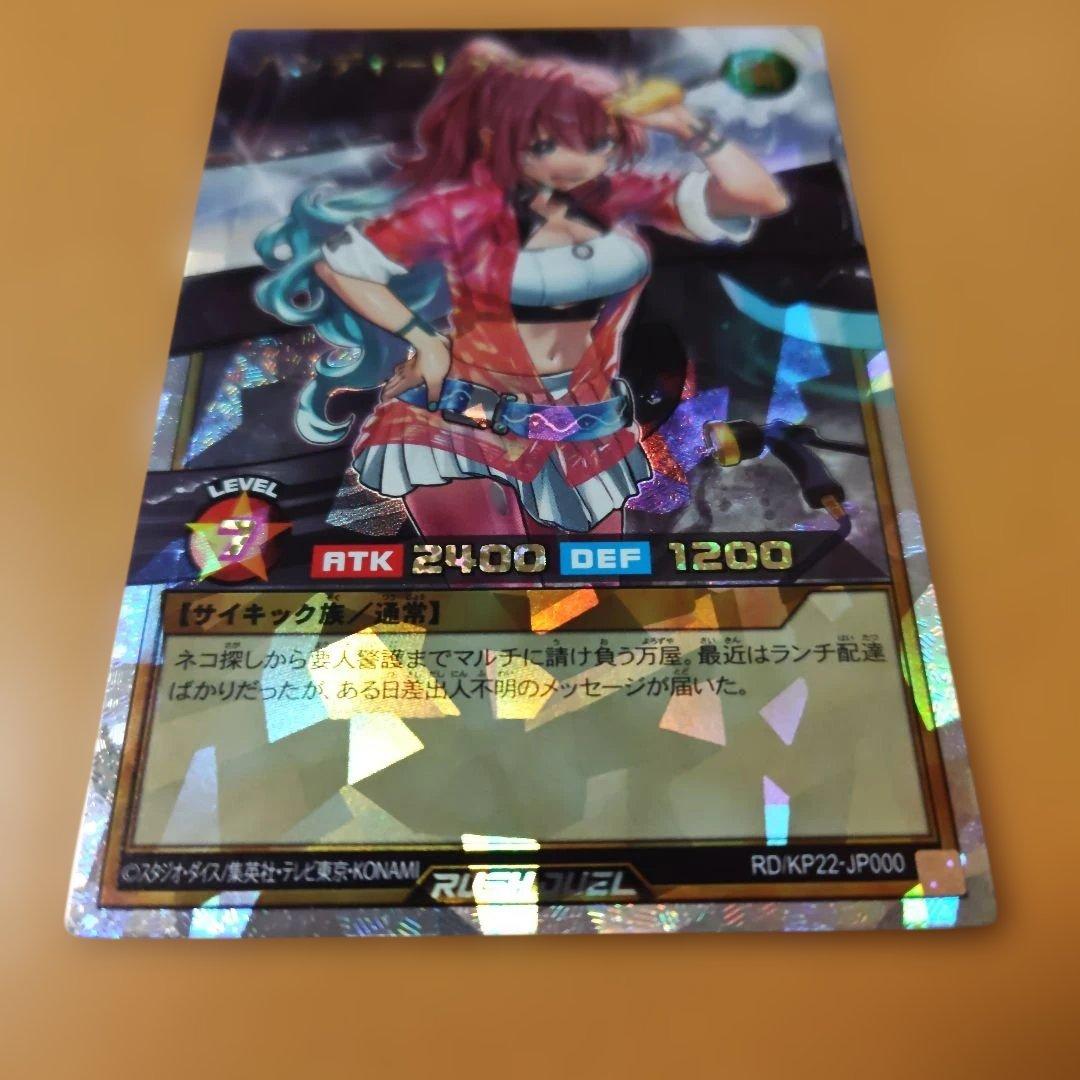 LEVEL
7
ATK 2400 DEF 1200
【サイキック族／通常】
ネコ探しから要人警護までマルチに請け負う万屋。最近はランチ配達
ばかりだったが、ある日差出人不明のメッセージが届いた。
©スタジオ・ダイス/集英社・テレビ東京・KONAMI
RUSH DUEL
RD/KP22-JP000